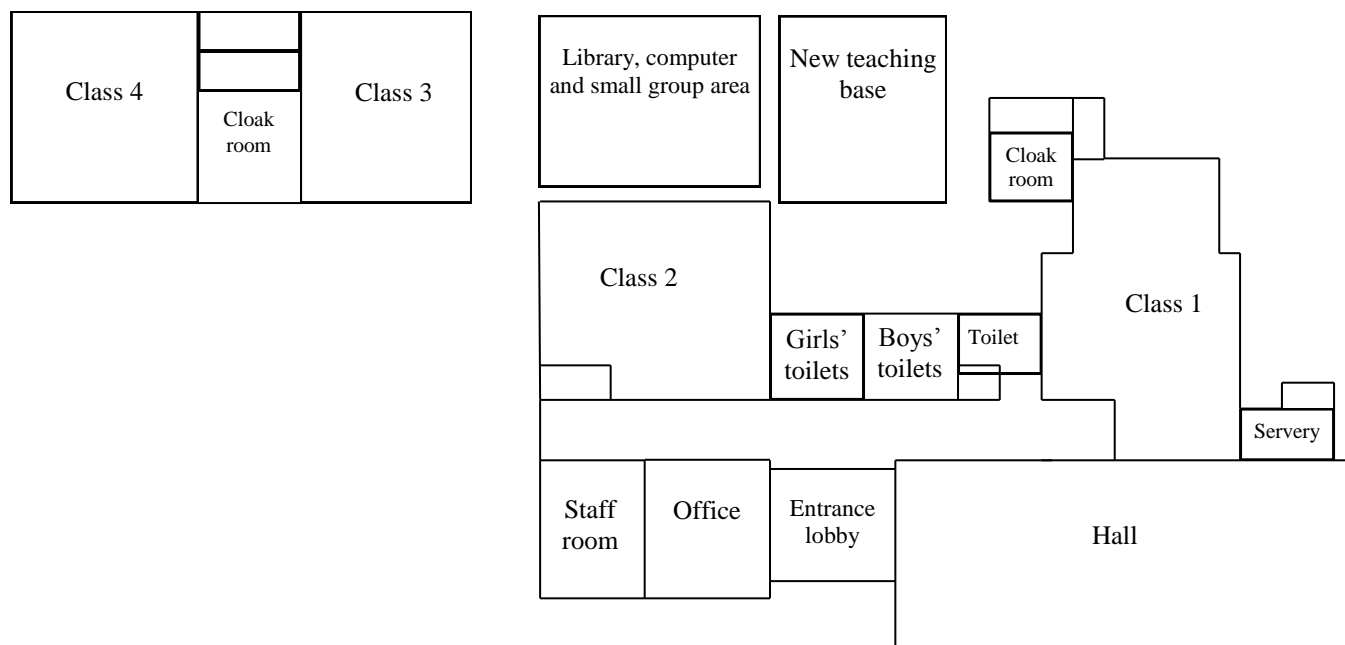 Class 4
Cloak
room
Class 3
Library, computer
and small group area
New teaching
base
Cloak
room
Class 2
Class 1
Girls’
toilets
Boys’
toilets
Toilet
Servery
Staff
room
Office
Entrance
lobby
Hall